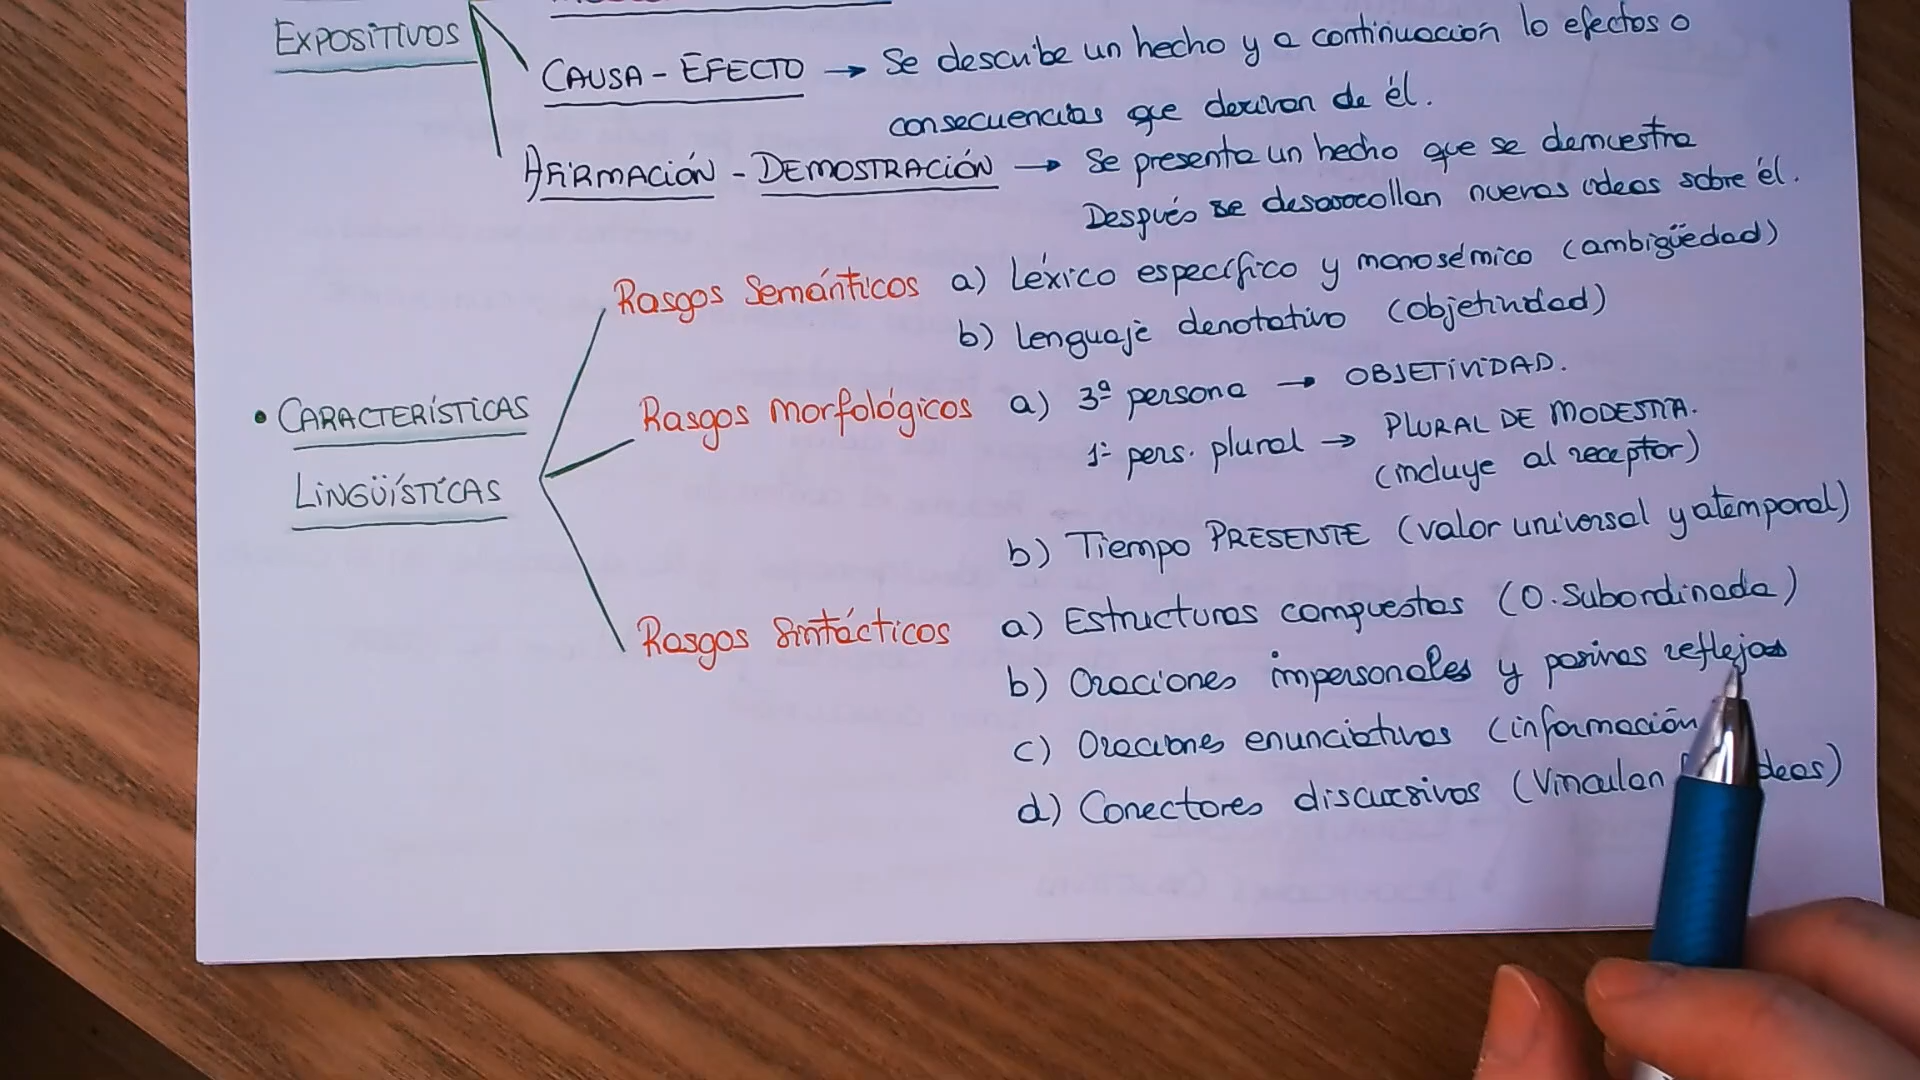 EXPOSITIVOS
CAUSA - EFECTO → Se describe un hecho y a continuación lo efectos o
consecuencias que derivan de él.
AFIRMACIÓN - DEMOSTRACIÓN → Se presenta un hecho que se demuestra
Después se desarrollan nuevas ideas sobre él.
• CARACTERÍSTICAS
LINGÜÍSTICAS
Rasgos Semánticos a) Léxico específico y monosémico (ambigüedad)
b) Lenguaje denotativo (objetividad)
Rasgos Morfológicos a) 3ª persona → OBJETIVIDAD.
1ª pers. plural → PLURAL DE MODESTIA.
(incluye al receptor)
b) Tiempo PRESENTE (valor universal y atemporal)
Rasgos Sintácticos a) Estructuras compuestas (O. Subordinada)
b) Oraciones impersonales y pasivas reflejas
c) Oraciones enunciativas (información
d) Conectores discursivos (Vinculan deas)